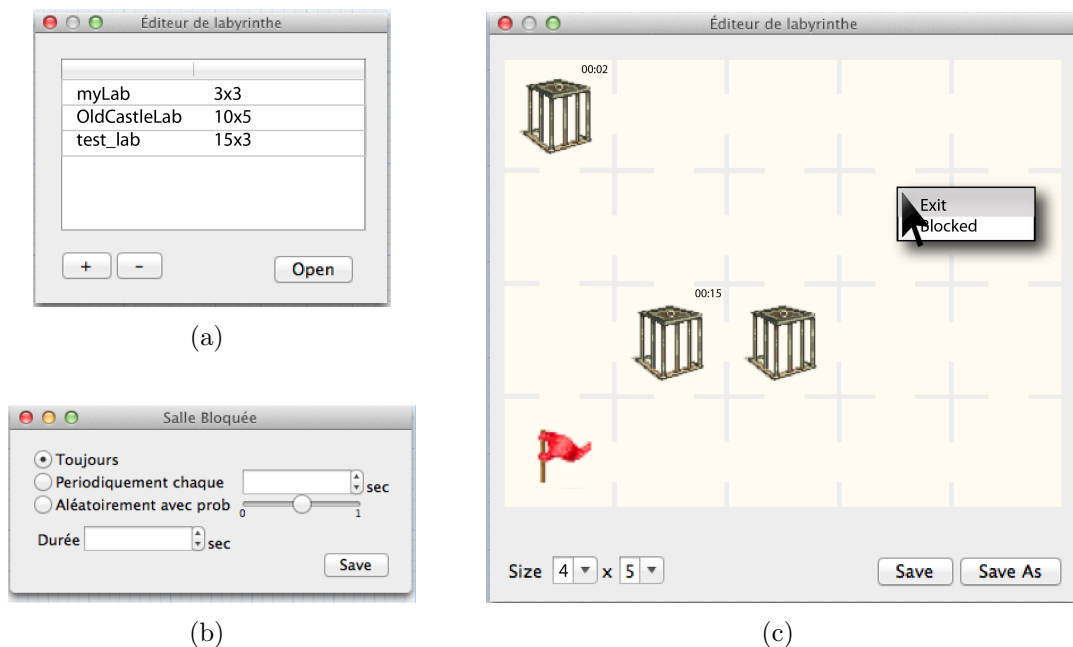 Éditeur de labyrinthe
myLab 3x3
OldCastleLab 10x5
test_lab 15x3
+ - Open
(a)
Salle Bloquée
Toujours
Periodiquement chaque sec
Aléatoirement avec prob
0 1
Durée sec
Save
(b)
Éditeur de labyrinthe
00:02
Exit
Blocked
00:15
Size 4 x 5 Save Save As
(c)